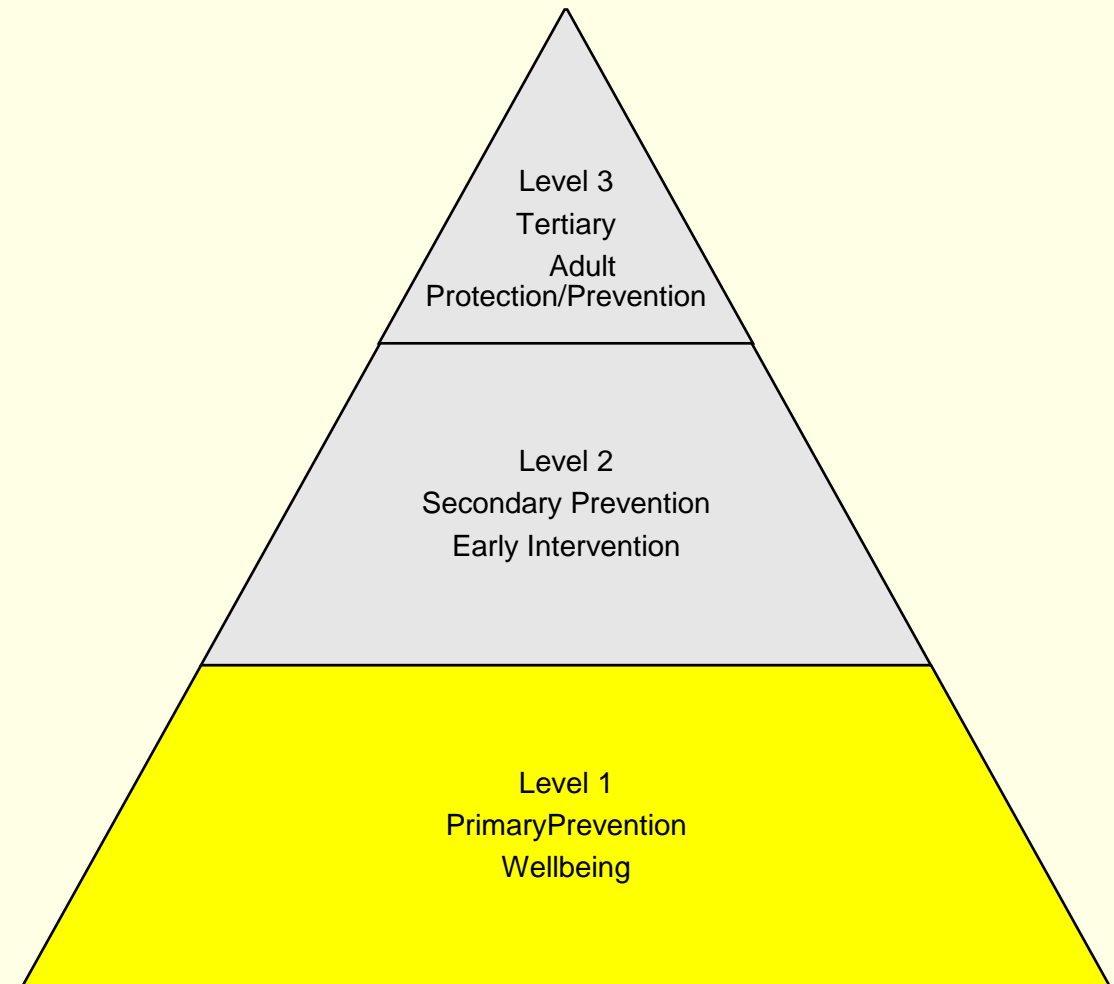 Level 3
Tertiary
Adult
Protection/Prevention
Level 2
Secondary Prevention
Early Intervention
Level 1
PrimaryPrevention
Wellbeing